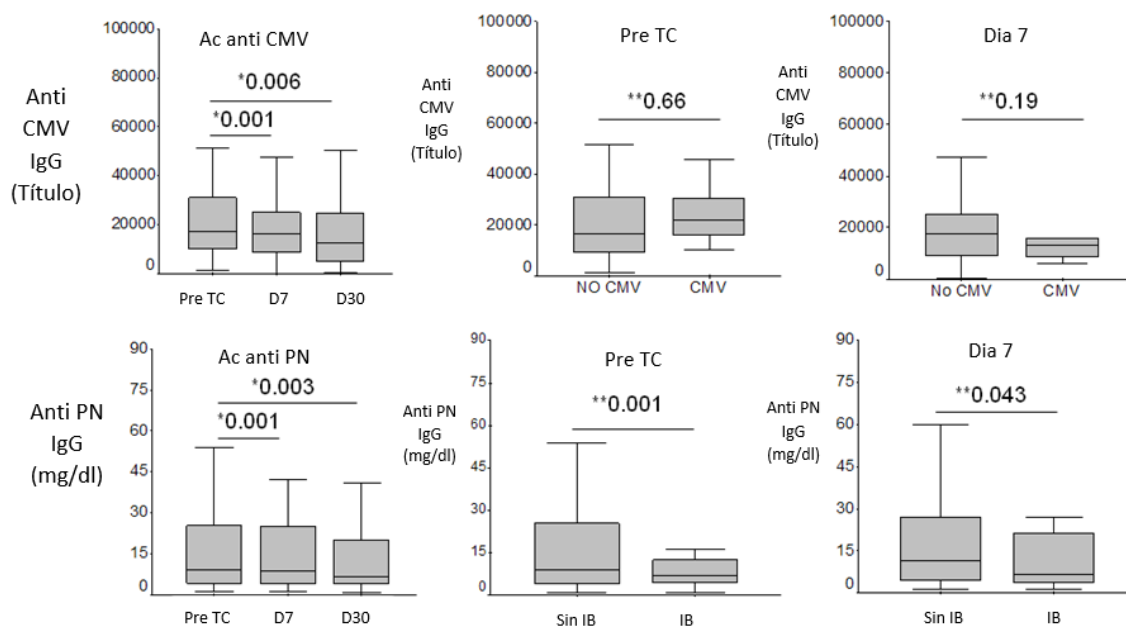 Ac anti CMV
Anti
CMV
IgG
(Título)
100000
80000
60000
40000
20000
0
*0.006
*0.001
Pre TC D7 D30
Pre TC
Anti
CMV
IgG
(Título)
100000
80000
60000
40000
20000
0
**0.66
NO CMV CMV
Dia 7
Anti
CMV
IgG
(Título)
100000
80000
60000
40000
20000
0
**0.19
No CMV CMV
Ac anti PN
Anti PN
IgG
(mg/dl)
90
75
60
45
30
15
0
*0.003
*0.001
Pre TC D7 D30
Pre TC
Anti PN
IgG
(mg/dl)
90
75
60
45
30
15
0
**0.001
Sin IB IB
Dia 7
Anti PN
IgG
(mg/dl)
90
75
60
45
30
15
0
**0.043
Sin IB IB